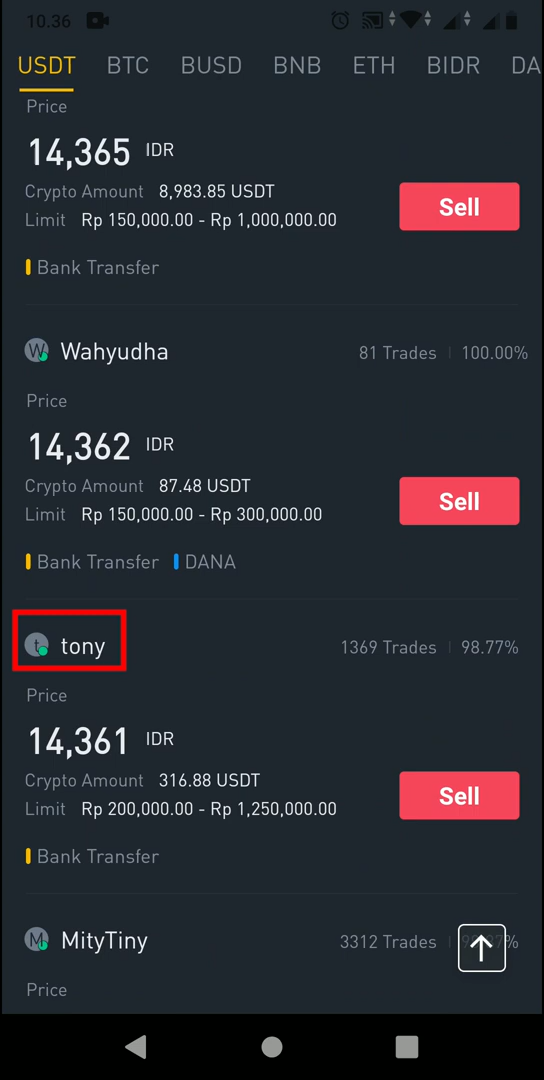 10.36
USDT BTC BUSD BNB ETH BIDR DA
Price
14,365 IDR
Crypto Amount 8,983.85 USDT
Limit Rp 150,000.00 - Rp 1,000,000.00
Sell
Bank Transfer
W Wahyudha 81 Trades 100.00%
Price
14,362 IDR
Crypto Amount 87.48 USDT
Limit Rp 150,000.00 - Rp 300,000.00
Sell
Bank Transfer DANA
t tony 1369 Trades 98.77%
Price
14,361 IDR
Crypto Amount 316.88 USDT
Limit Rp 200,000.00 - Rp 1,250,000.00
Sell
Bank Transfer
M MityTiny 3312 Trades
Price